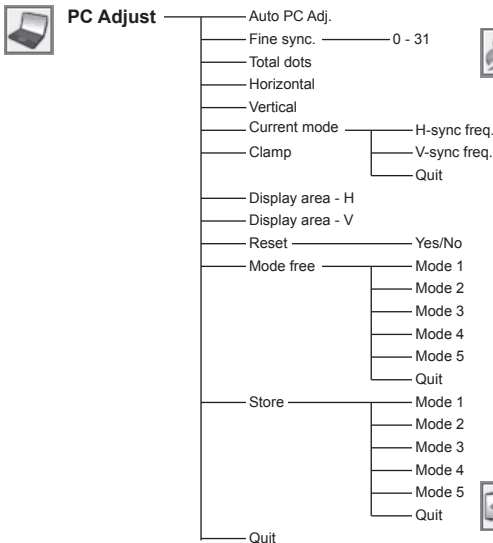 PC Adjust
Auto PC Adj.
Fine sync. 0 - 31
Total dots
Horizontal
Vertical
Current mode
H-sync freq.
Clamp
V-sync freq.
Quit
Display area - H
Display area - V
Reset Yes/No
Mode free Mode 1
Mode 2
Mode 3
Mode 4
Mode 5
Quit
Store Mode 1
Mode 2
Mode 3
Mode 4
Mode 5
Quit
Quit